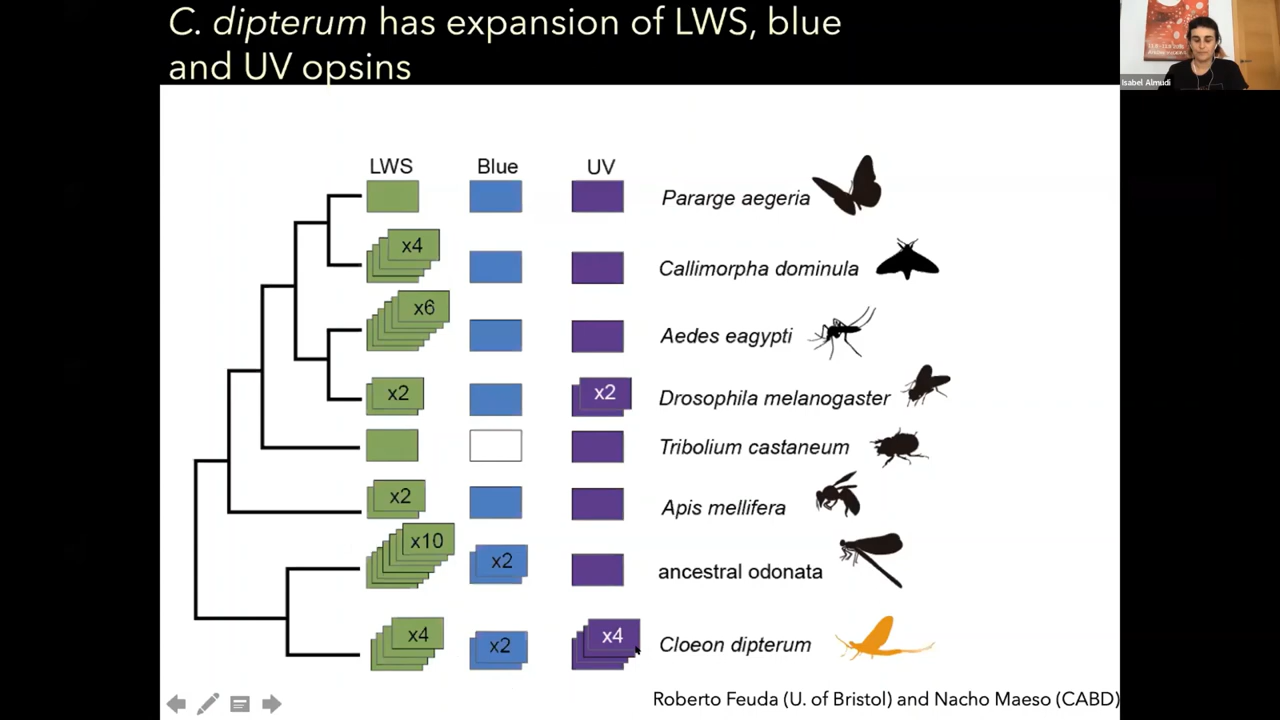 C. dipterum has expansion of LWS, blue
and UV opsins
Isabel Almudi
LWS Blue UV
Pararge aegeria
x4
Callimorpha dominula
x6
Aedes eagypti
x2 x2
Drosophila melanogaster
Tribolium castaneum
x2
Apis mellifera
x10 x2
ancestral odonata
x4 x2 x4
Cloeon dipterum
Roberto Feuda (U. of Bristol) and Nacho Maeso (CABD)